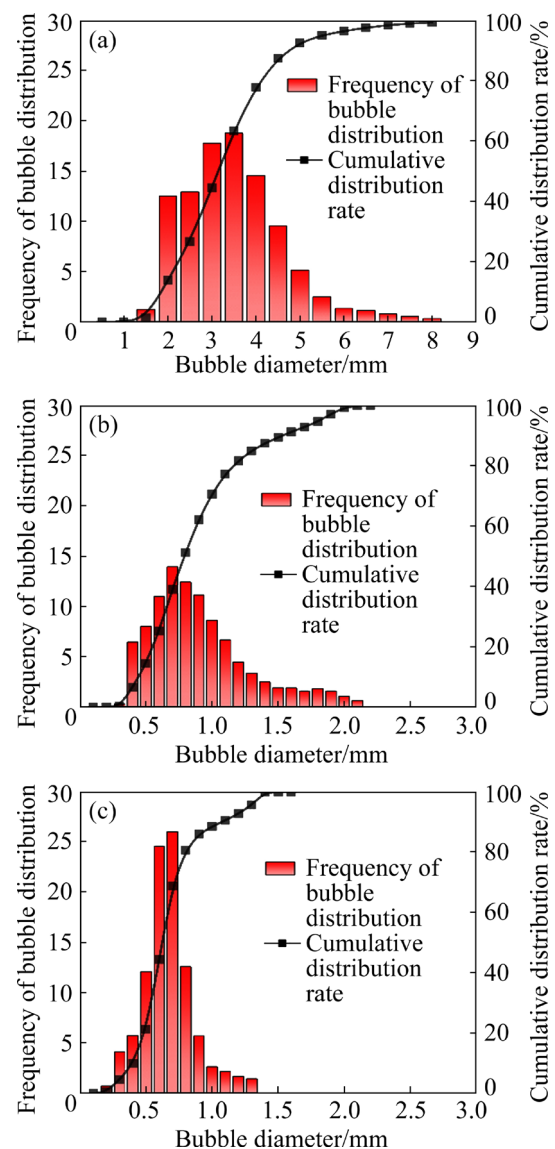 (a)
Frequency of bubble distribution
30
25
20
15
10
5
0
100
80
60
40
20
0
Cumulative distribution rate/%
Frequency of
bubble
distribution
Cumulative
distribution
rate
1 2 3 4 5 6 7 8 9
Bubble diameter/mm
(b)
Frequency of bubble distribution
30
25
20
15
10
5
0
100
80
60
40
20
0
Cumulative distribution rate/%
Frequency of
bubble
distribution
Cumulative
distribution
rate
0.5 1.0 1.5 2.0 2.5 3.0
Bubble diameter/mm
(c)
Frequency of bubble distribution
30
25
20
15
10
5
0
100
80
60
40
20
0
Cumulative distribution rate/%
Frequency of
bubble
distribution
Cumulative
distribution
rate
0.5 1.0 1.5 2.0 2.5 3.0
Bubble diameter/mm